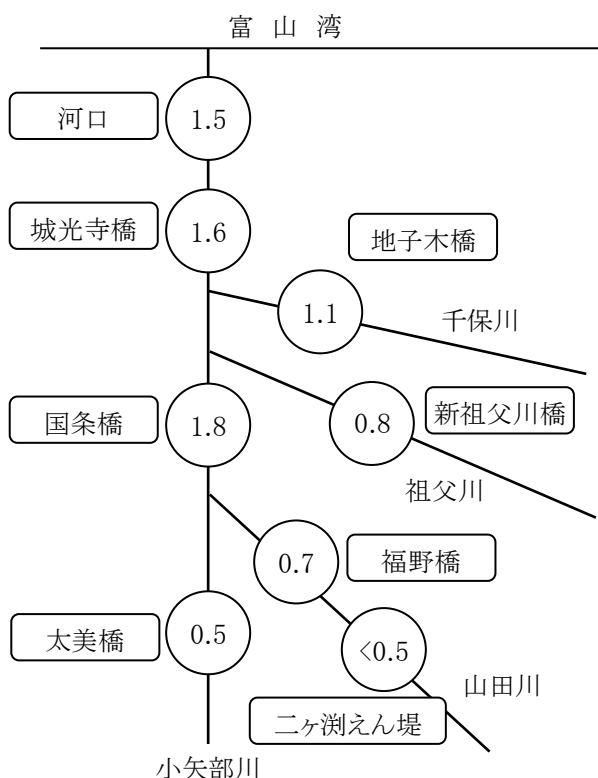 富 山 湾
河口
1.5
城光寺橋
1.6
地子木橋
1.1
千保川
国条橋
1.8
0.8
新祖父川橋
祖父川
0.7
福野橋
太美橋
0.5
<0.5
山田川
二ヶ渕えん堤
小矢部川